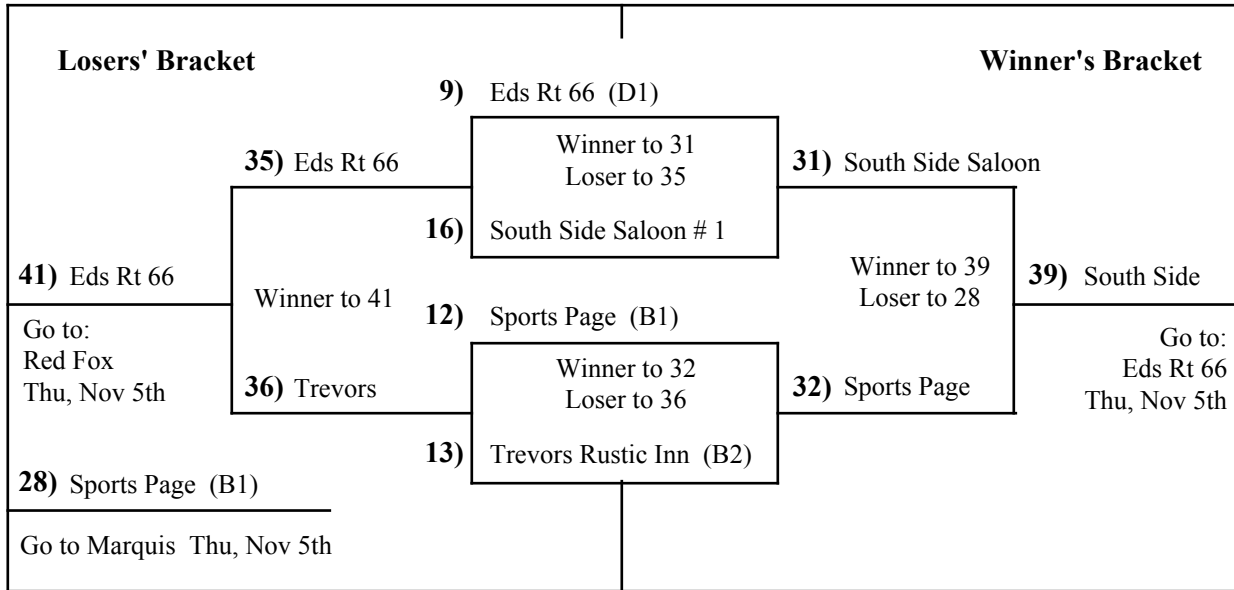 Losers' Bracket
Winner's Bracket
9) Eds Rt 66 (D1)
Winner to 31
Loser to 35
35) Eds Rt 66
31) South Side Saloon
16) South Side Saloon # 1
41) Eds Rt 66
Winner to 41
Winner to 39
Loser to 28
39) South Side
12) Sports Page (B1)
Go to:
Red Fox
Thu, Nov 5th
Go to:
Eds Rt 66
Thu, Nov 5th
Winner to 32
Loser to 36
36) Trevors
32) Sports Page
13) Trevors Rustic Inn (B2)
28) Sports Page (B1)
Go to Marquis Thu, Nov 5th